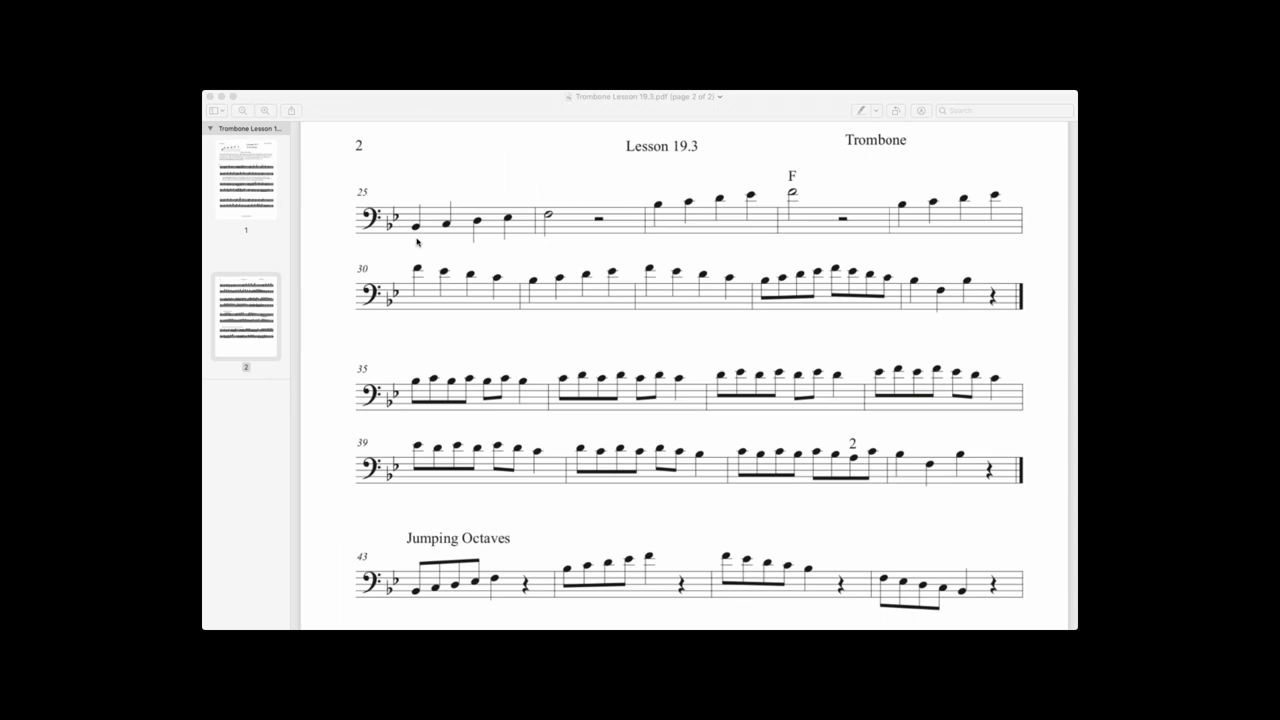 Trombone Lesson 19.3.pdf (page 2 of 2)
Search
Trombone Lesson 1...
1
2
2 Lesson 19.3 Trombone
F
25
30
35
39
2
Jumping Octaves
43